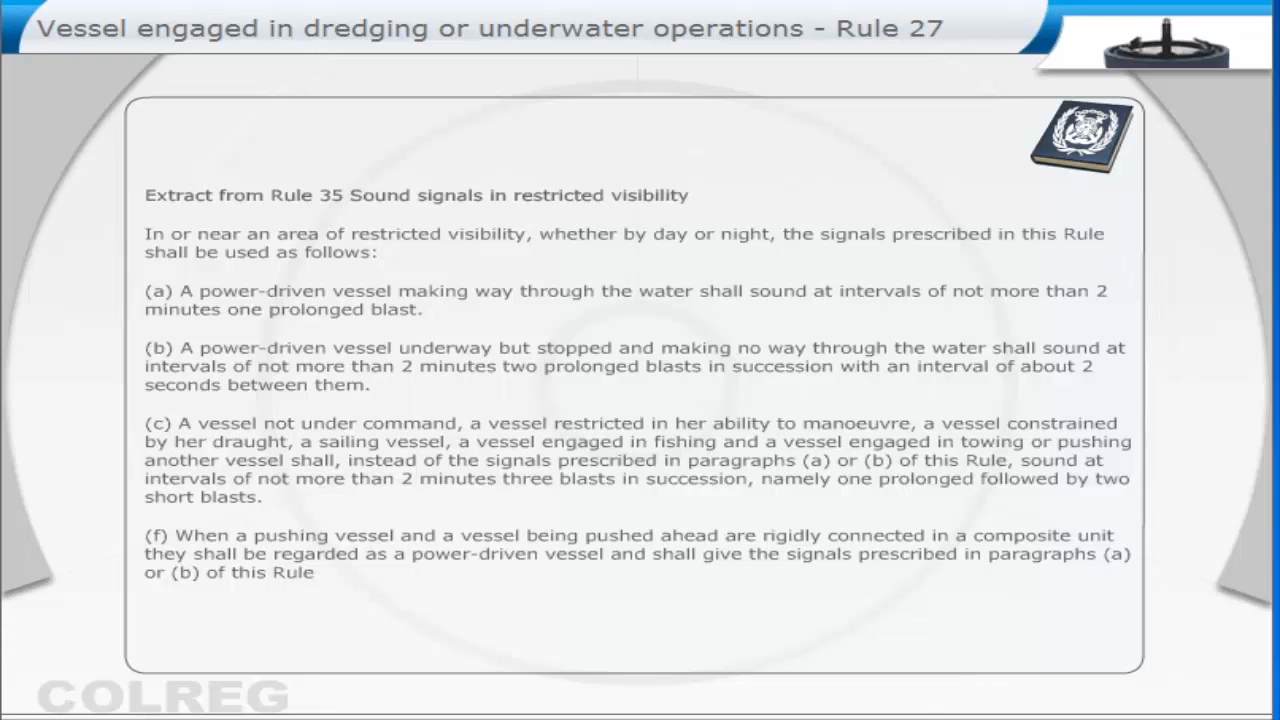 Vessel engaged in dredging or underwater operations - Rule 27
Extract from Rule 35 Sound signals in restricted visibility
In or near an area of restricted visibility, whether by day or night, the signals prescribed in this Rule
shall be used as follows:
(a) A power-driven vessel making way through the water shall sound at intervals of not more than 2
minutes one prolonged blast.
(b) A power-driven vessel underway but stopped and making no way through the water shall sound at
intervals of not more than 2 minutes two prolonged blasts in succession with an interval of about 2
seconds between them.
(c) A vessel not under command, a vessel restricted in her ability to manoeuvre, a vessel constrained
by her draught, a sailing vessel, a vessel engaged in fishing and a vessel engaged in towing or pushing
another vessel shall, instead of the signals prescribed in paragraphs (a) or (b) of this Rule, sound at
intervals of not more than 2 minutes three blasts in succession, namely one prolonged followed by two
short blasts.
(f) When a pushing vessel and a vessel being pushed ahead are rigidly connected in a composite unit
they shall be regarded as a power-driven vessel and shall give the signals prescribed in paragraphs (a)
or (b) of this Rule
COLREG